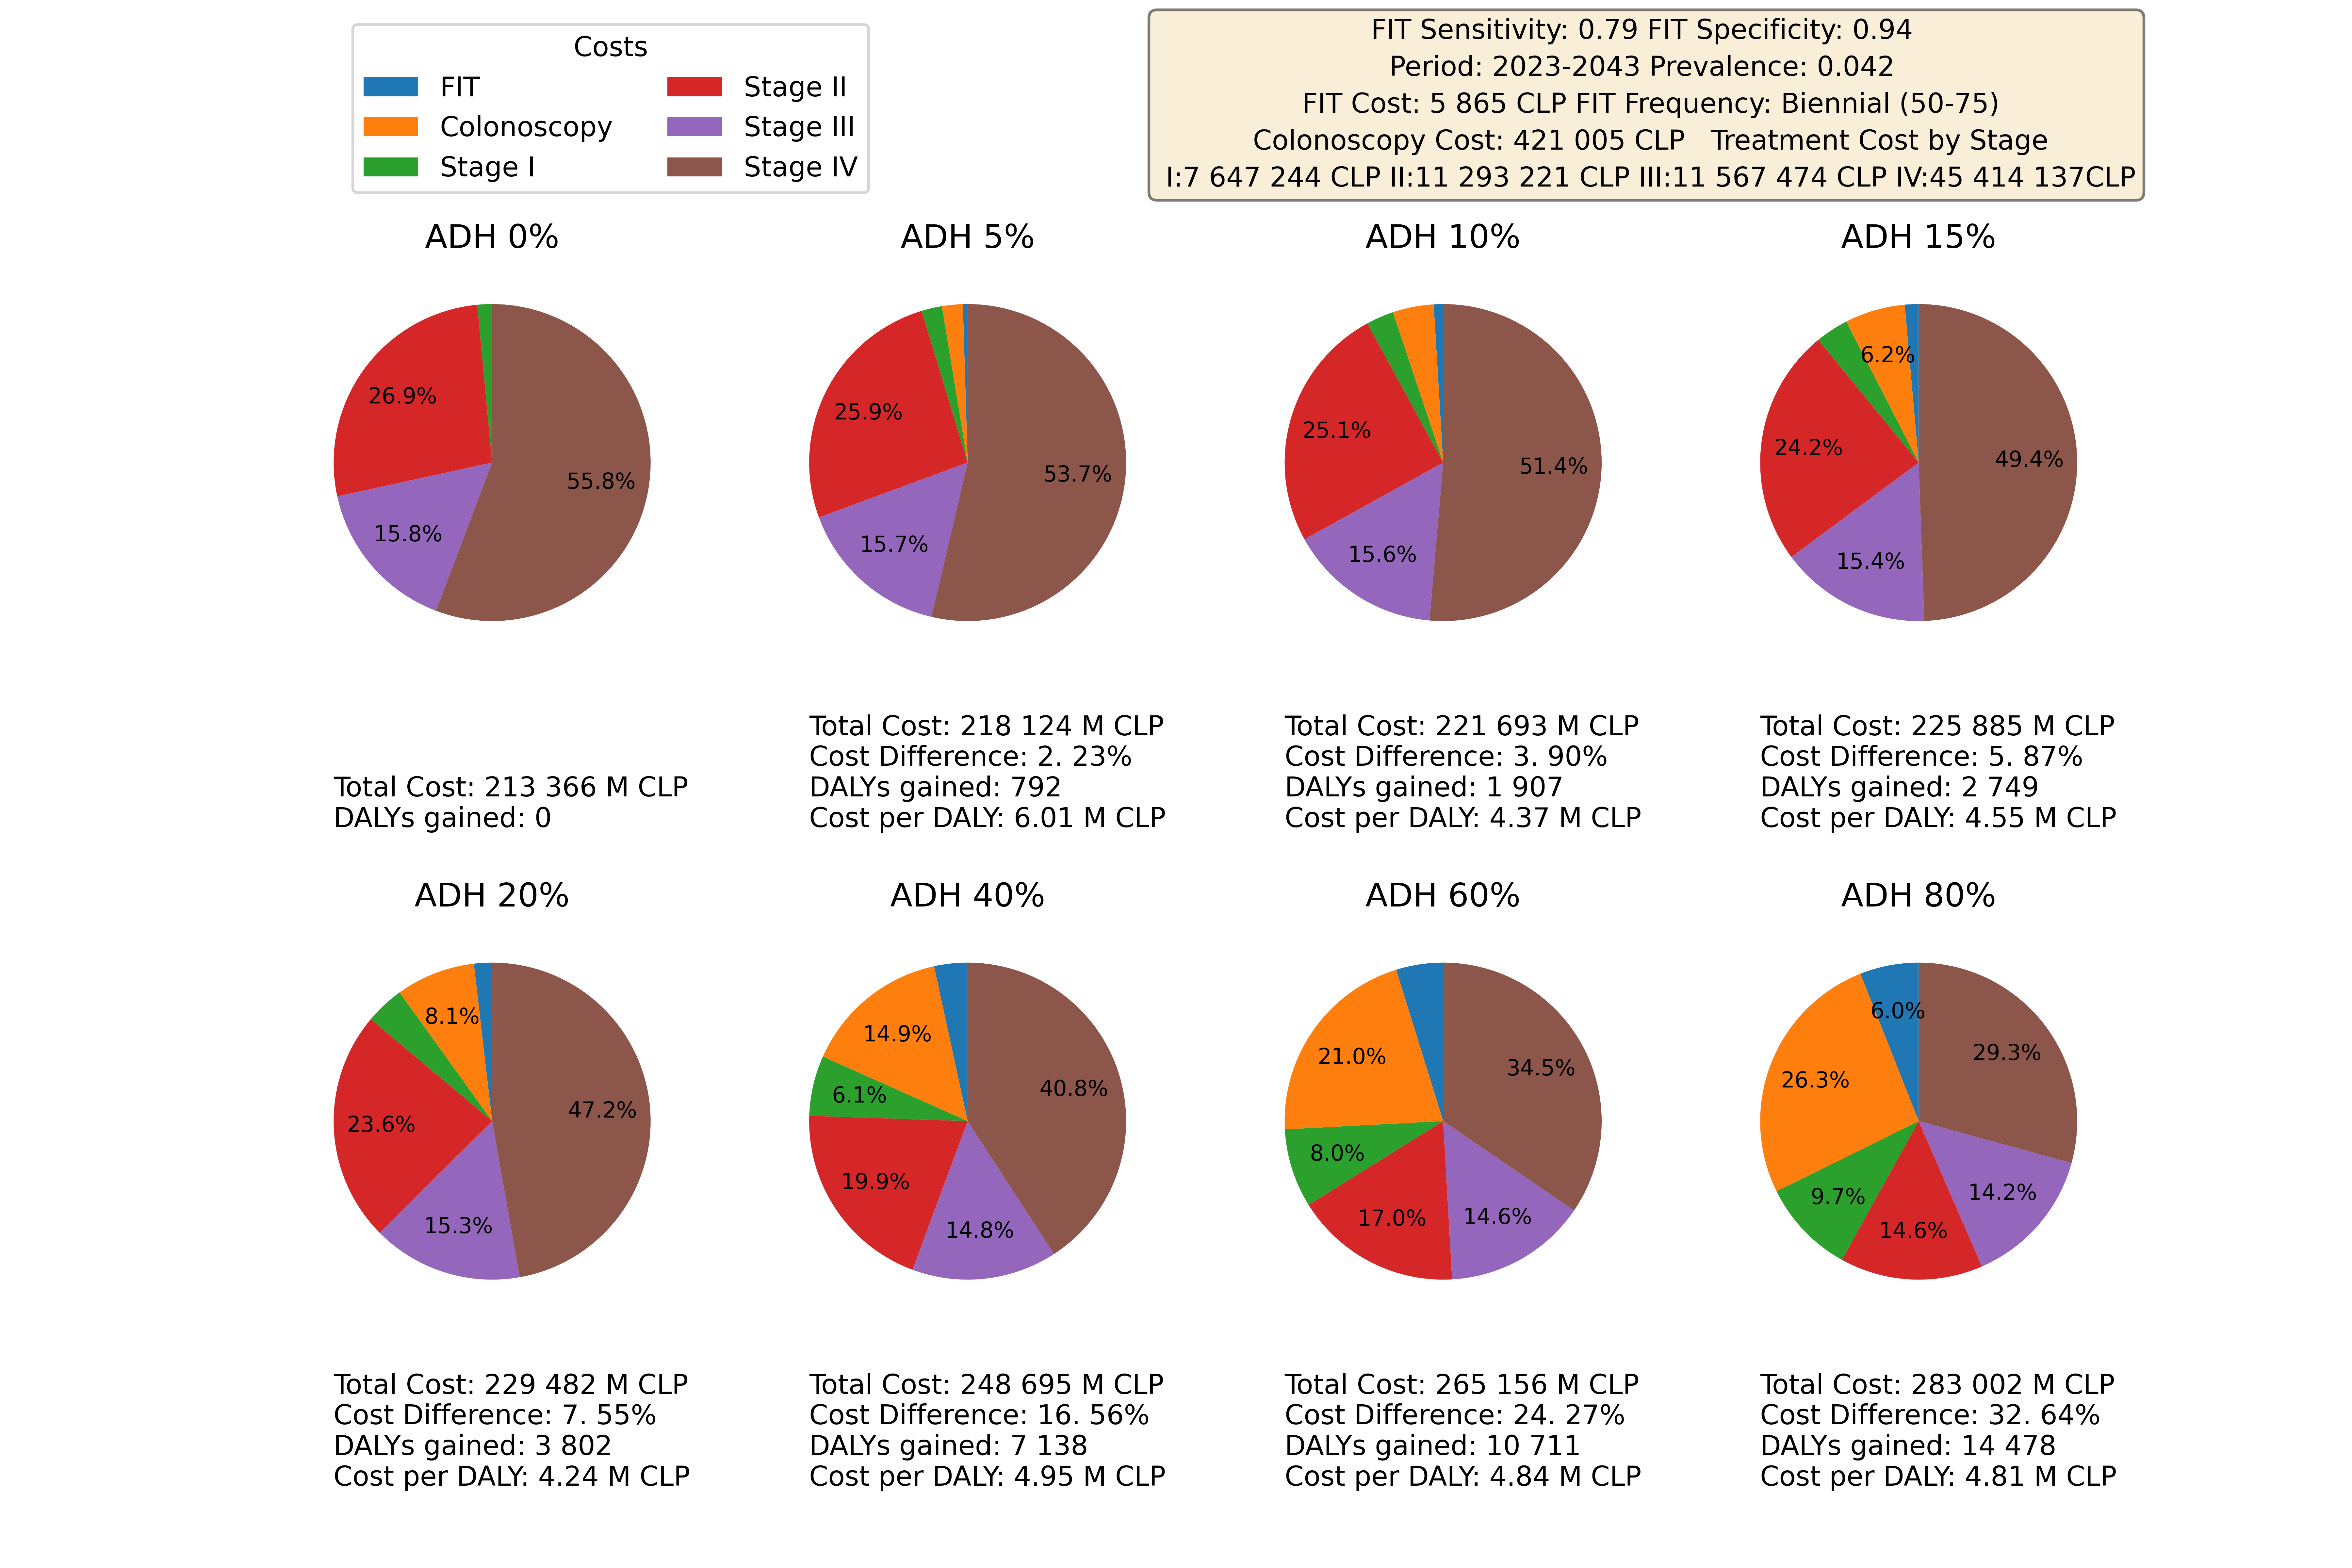 Costs
FIT
Colonoscopy
Stage I
Stage II
Stage III
Stage IV
FIT Sensitivity: 0.79 FIT Specificity: 0.94
Period: 2023-2043 Prevalence: 0.042
FIT Cost: 5 865 CLP FIT Frequency: Biennial (50-75)
Colonoscopy Cost: 421 005 CLP   Treatment Cost by Stage
I:7 647 244 CLP II:11 293 221 CLP III:11 567 474 CLP IV:45 414 137CLP
ADH 0%
26.9%
55.8%
15.8%
Total Cost: 213 366 M CLP
DALYs gained: 0
ADH 5%
25.9%
53.7%
15.7%
Total Cost: 218 124 M CLP
Cost Difference: 2. 23%
DALYs gained: 792
Cost per DALY: 6.01 M CLP
ADH 10%
25.1%
51.4%
15.6%
Total Cost: 221 693 M CLP
Cost Difference: 3. 90%
DALYs gained: 1 907
Cost per DALY: 4.37 M CLP
ADH 15%
6.2%
24.2%
49.4%
15.4%
Total Cost: 225 885 M CLP
Cost Difference: 5. 87%
DALYs gained: 2 749
Cost per DALY: 4.55 M CLP
ADH 20%
8.1%
23.6%
47.2%
15.3%
Total Cost: 229 482 M CLP
Cost Difference: 7. 55%
DALYs gained: 3 802
Cost per DALY: 4.24 M CLP
ADH 40%
14.9%
6.1%
40.8%
19.9%
14.8%
Total Cost: 248 695 M CLP
Cost Difference: 16. 56%
DALYs gained: 7 138
Cost per DALY: 4.95 M CLP
ADH 60%
21.0%
34.5%
8.0%
17.0%
14.6%
Total Cost: 265 156 M CLP
Cost Difference: 24. 27%
DALYs gained: 10 711
Cost per DALY: 4.84 M CLP
ADH 80%
6.0%
29.3%
26.3%
9.7%
14.2%
14.6%
Total Cost: 283 002 M CLP
Cost Difference: 32. 64%
DALYs gained: 14 478
Cost per DALY: 4.81 M CLP